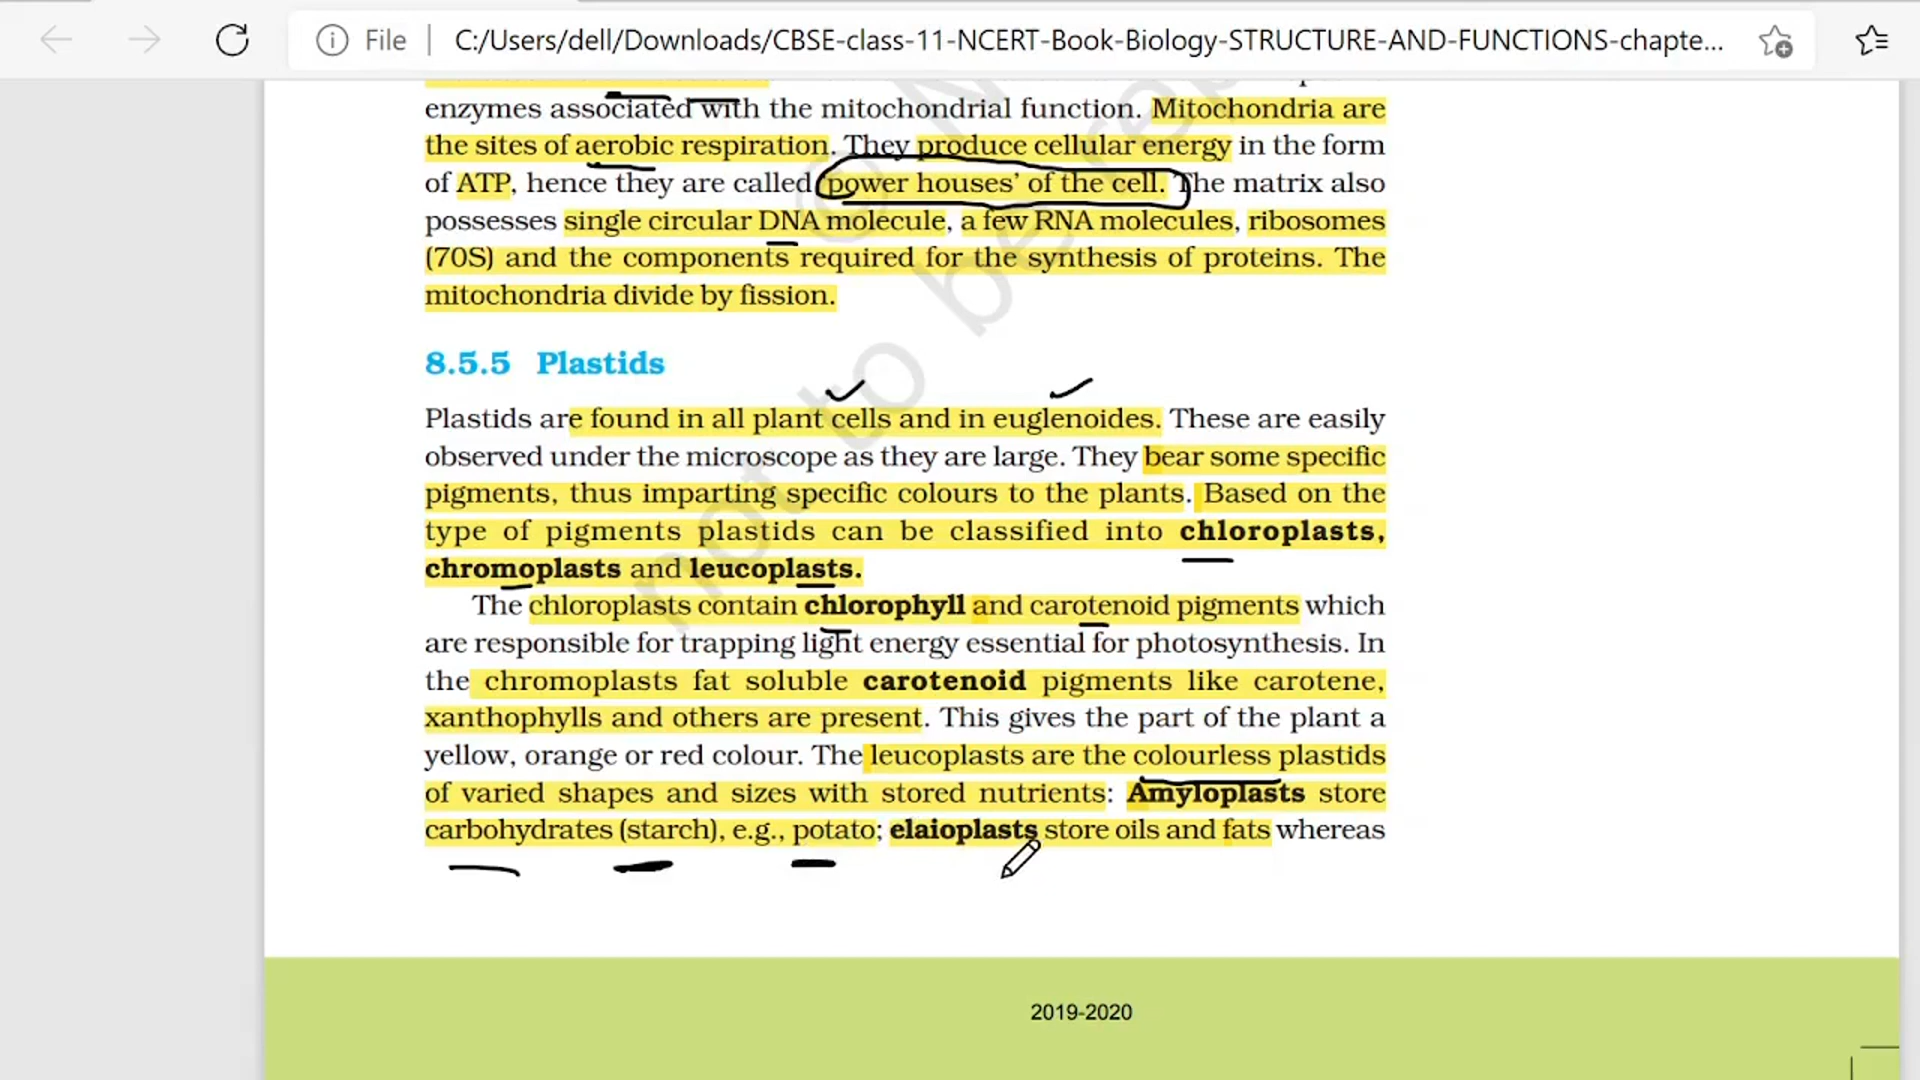 File | C:/Users/dell/Downloads/CBSE-class-11-NCERT-Book-Biology-STRUCTURE-AND-FUNCTIONS-chapte...
enzymes associated with the mitochondrial function. Mitochondria are
the sites of aerobic respiration. They produce cellular energy in the form
of ATP, hence they are called ‘power houses’ of the cell. The matrix also
possesses single circular DNA molecule, a few RNA molecules, ribosomes
(70S) and the components required for the synthesis of proteins. The
mitochondria divide by fission.
8.5.5 Plastids
Plastids are found in all plant cells and in euglenoides. These are easily
observed under the microscope as they are large. They bear some specific
pigments, thus imparting specific colours to the plants. Based on the
type of pigments plastids can be classified into chloroplasts,
chromoplasts and leucoplasts.
The chloroplasts contain chlorophyll and carotenoid pigments which
are responsible for trapping light energy essential for photosynthesis. In
the chromoplasts fat soluble carotenoid pigments like carotene,
xanthophylls and others are present. This gives the part of the plant a
yellow, orange or red colour. The leucoplasts are the colourless plastids
of varied shapes and sizes with stored nutrients: Amyloplasts store
carbohydrates (starch), e.g., potato; elaioplasts store oils and fats whereas
not to be
2019-2020